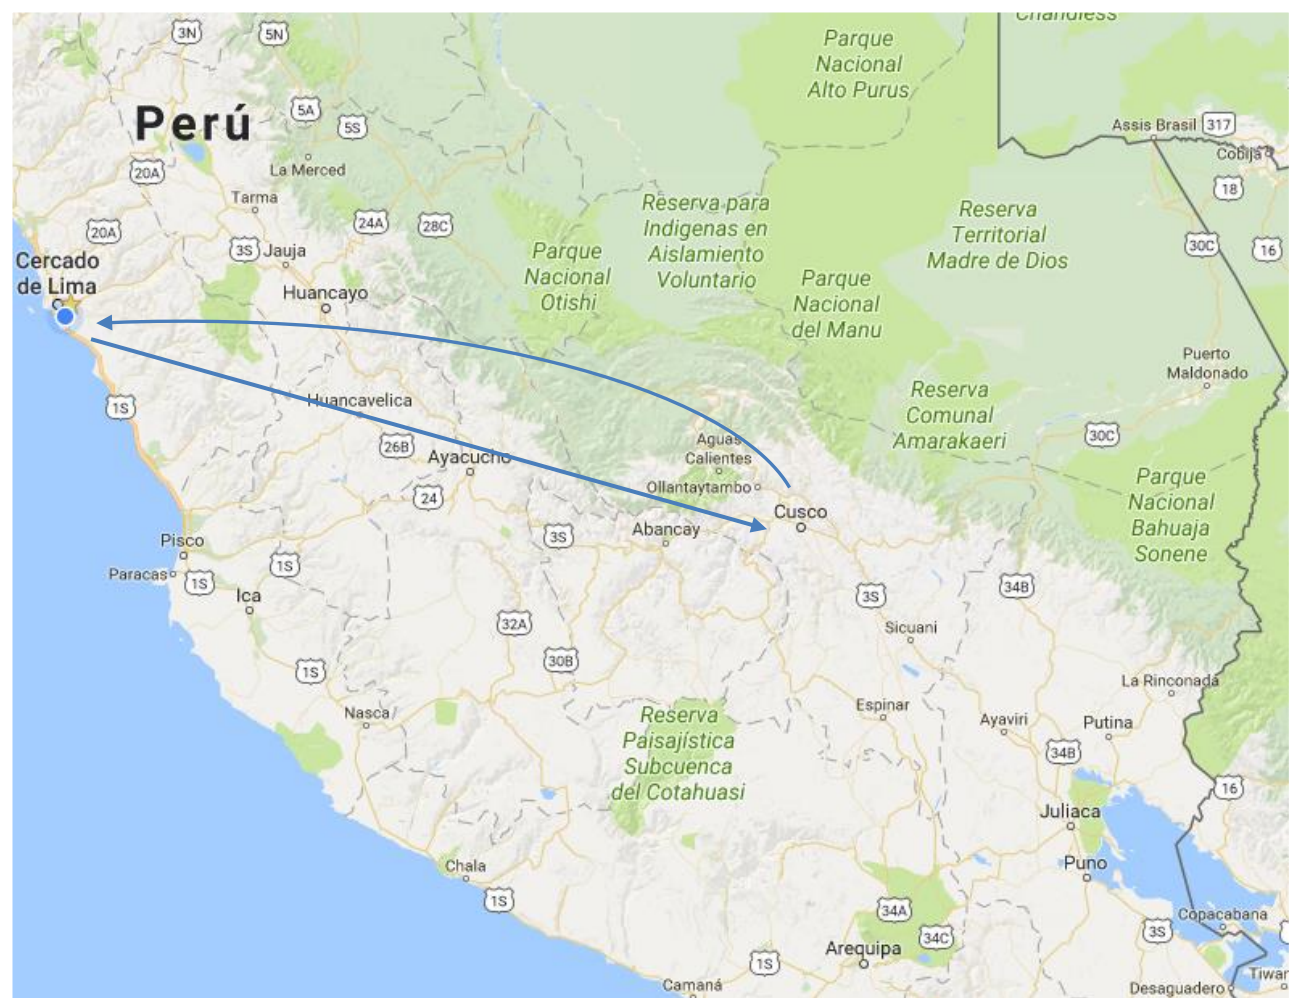 Chandless
3N
5N
Parque
Nacional
Alto Purus
5A
Perú
5S
Assis Brasil
317
Cobija
La Merced
20A
18
Tarma
Reserva para
Indigenas en
Aislamiento
Voluntario
Reserva
Territorial
Madre de Dios
24A
28C
20A
30C
16
3S
Jauja
Parque
Nacional
Otishi
Cercado
de Lima
Parque
Nacional
del Manu
Huancayo
Puerto
Maldonado
Reserva
Comunal
Amarakaeri
1S
Huancavelica
30C
26B
Aguas
Calientes
Ayacucho
Parque
Nacional
Bahuaja
Sonene
Ollantaytambo
24
Cusco
Abancay
3S
Pisco
1S
Paracas
1S
34B
Ica
3S
32A
Sicuani
30B
1S
La Rinconada
Nasca
Reserva
Paisajística
Subcuenca
del Cotahuasi
Espinar
Ayaviri
Putina
34B
16
Juliaca
Chala
Puno
1S
34A
Copacabana
3S
34C
Arequipa
1S
Tiwan
Camaná
Desaguadero